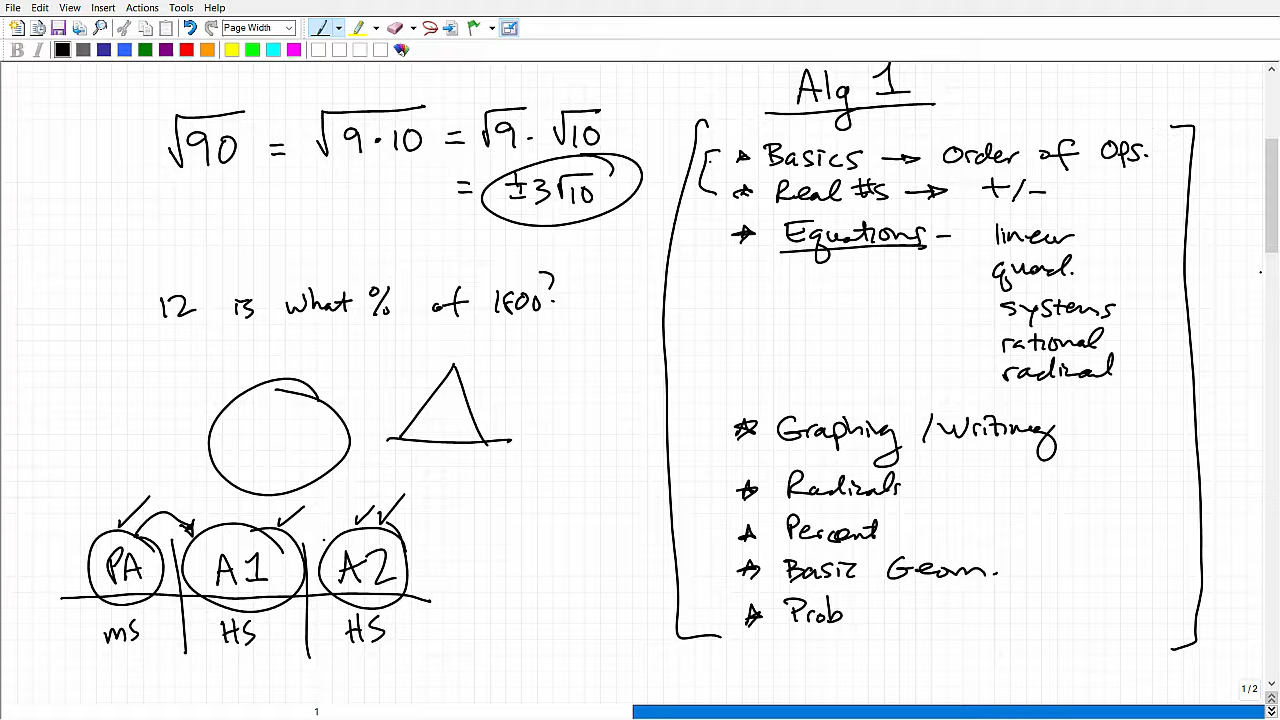 File Edit View Insert Actions Tools Help
Page Width
B I
Alg 1
√90 = √9·10 = √9 · √10
= ±3√10
12 is what % of 1800?
PA | A1 | A2
MS | HS | HS
* Basics → Order of Ops.
* Real #s → +/-
* Equations - linear
quad.
systems
rational
radical
* Graphing / Writing
* Radicals
* Percent
* Basic Geom.
* Prob
1/2
1